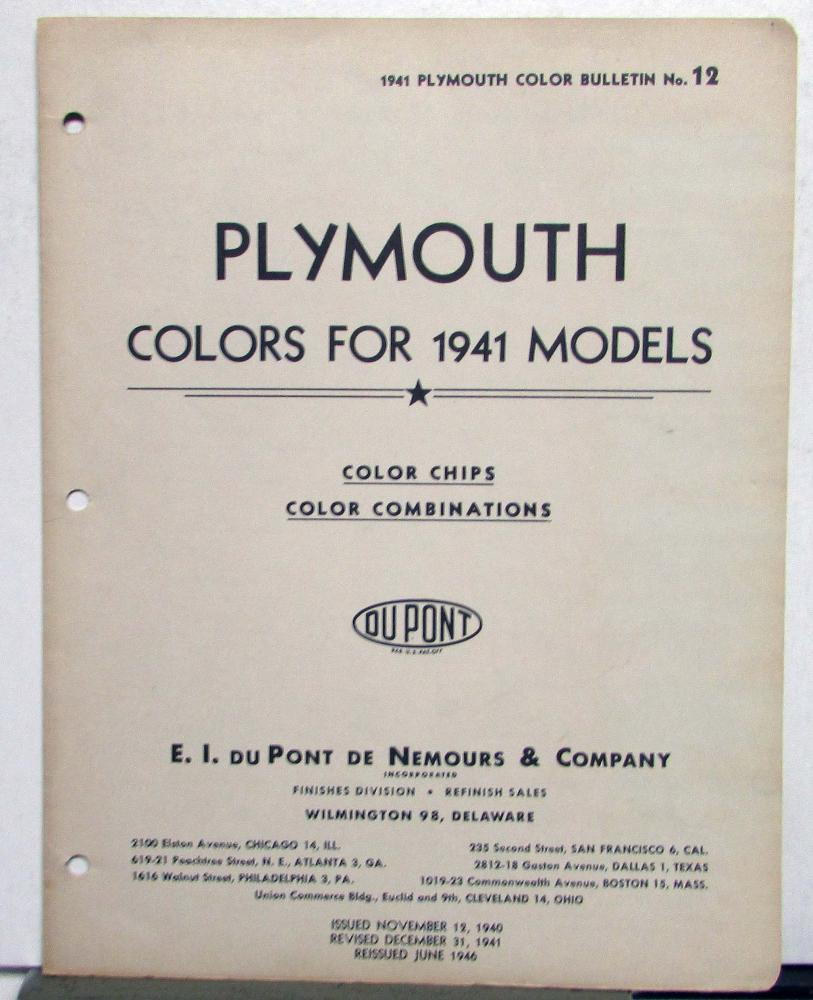 1941 PLYMOUTH COLOR BULLETIN No. 12
PLYMOUTH
COLORS FOR 1941 MODELS
COLOR CHIPS
COLOR COMBINATIONS
DU PONT
REG. U.S. PAT. OFF.
E. I. DU PONT DE NEMOURS & COMPANY
INCORPORATED
FINISHES DIVISION • REFINISH SALES
WILMINGTON 98, DELAWARE
2100 Elston Avenue, CHICAGO 14, ILL. 235 Second Street, SAN FRANCISCO 6, CAL.
619-21 Peachtree Street, N. E., ATLANTA 3, GA. 2812-18 Gaston Avenue, DALLAS 1, TEXAS
1616 Walnut Street, PHILADELPHIA 3, PA. 1019-23 Commonwealth Avenue, BOSTON 15, MASS.
Union Commerce Bldg., Euclid and 9th, CLEVELAND 14, OHIO
ISSUED NOVEMBER 12, 1940
REVISED DECEMBER 31, 1941
REISSUED JUNE 1946